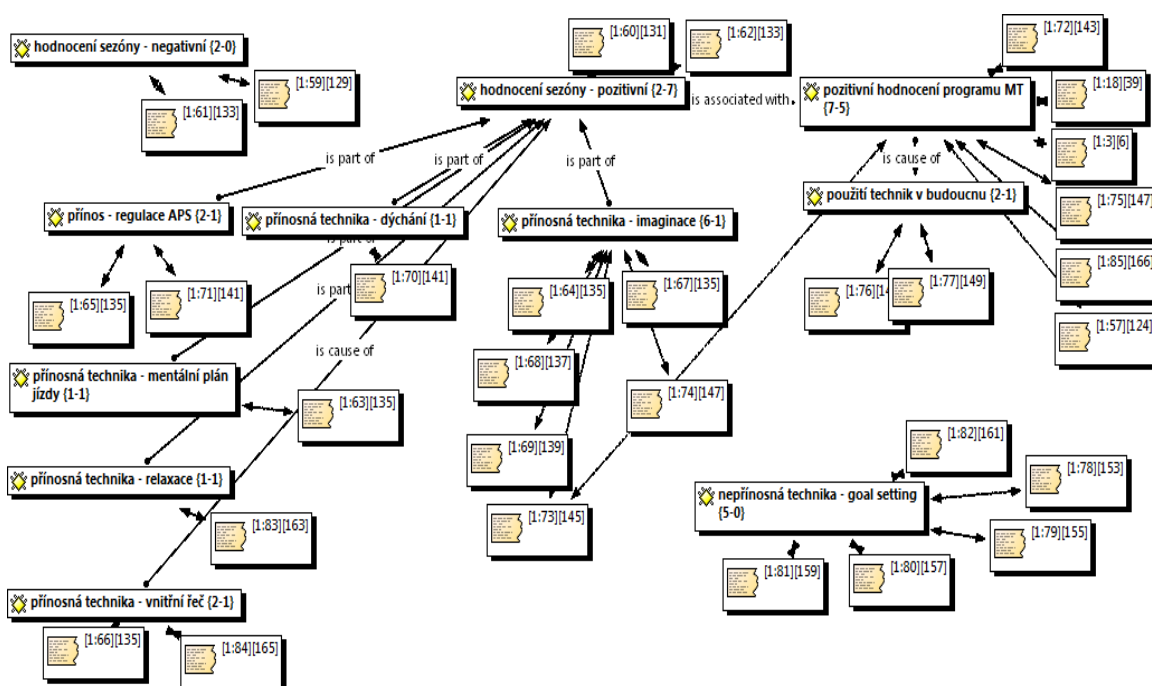 hodnocení sezóny - negativní {2-0}
[1:59][129]
[1:61][133]
[1:60][131]
[1:62][133]
hodnocení sezóny - pozitivní {2-7}
is associated with
[1:72][143]
pozitivní hodnocení programu MT
{7-5}
[1:18][39]
[1:3][6]
is part of
is part of
is part of
is cause of
[1:75][147]
použití technik v budoucnu {2-1}
přínos - regulace APS {2-1}
přínosná technika - dýchání {1-1}
přínosná technika - imaginace {6-1}
is part of
[1:85][166]
[1:70][141]
[1:64][135]
[1:67][135]
[1:76][14
[1:77][149]
[1:65][135]
[1:71][141]
is part
[1:57][124]
is cause of
[1:68][137]
[1:74][147]
přínosná technika - mentální plán
jízdy {1-1}
[1:63][135]
[1:69][139]
[1:82][161]
[1:78][153]
přínosná technika - relaxace {1-1}
nepřínosná technika - goal setting
{5-0}
[1:83][163]
[1:73][145]
[1:79][155]
[1:81][159]
[1:80][157]
přínosná technika - vnitřní řeč {2-1}
[1:66][135]
[1:84][165]